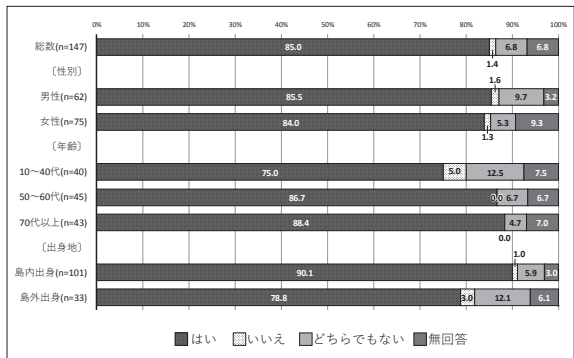 0% 10% 20% 30% 40% 50% 60% 70% 80% 90% 100%
総数(n=147) 85.0 1.4 6.8 6.8
〔性別〕
男性(n=62) 85.5 1.6 9.7 3.2
女性(n=75) 84.0 1.3 5.3 9.3
〔年齢〕
10～40代(n=40) 75.0 5.0 12.5 7.5
50～60代(n=45) 86.7 0.0 6.7 6.7
70代以上(n=43) 88.4 0.0 4.7 7.0
〔出身地〕
島内出身(n=101) 90.1 1.0 5.9 3.0
島外出身(n=33) 78.8 3.0 12.1 6.1
はい いいえ どちらでもない 無回答